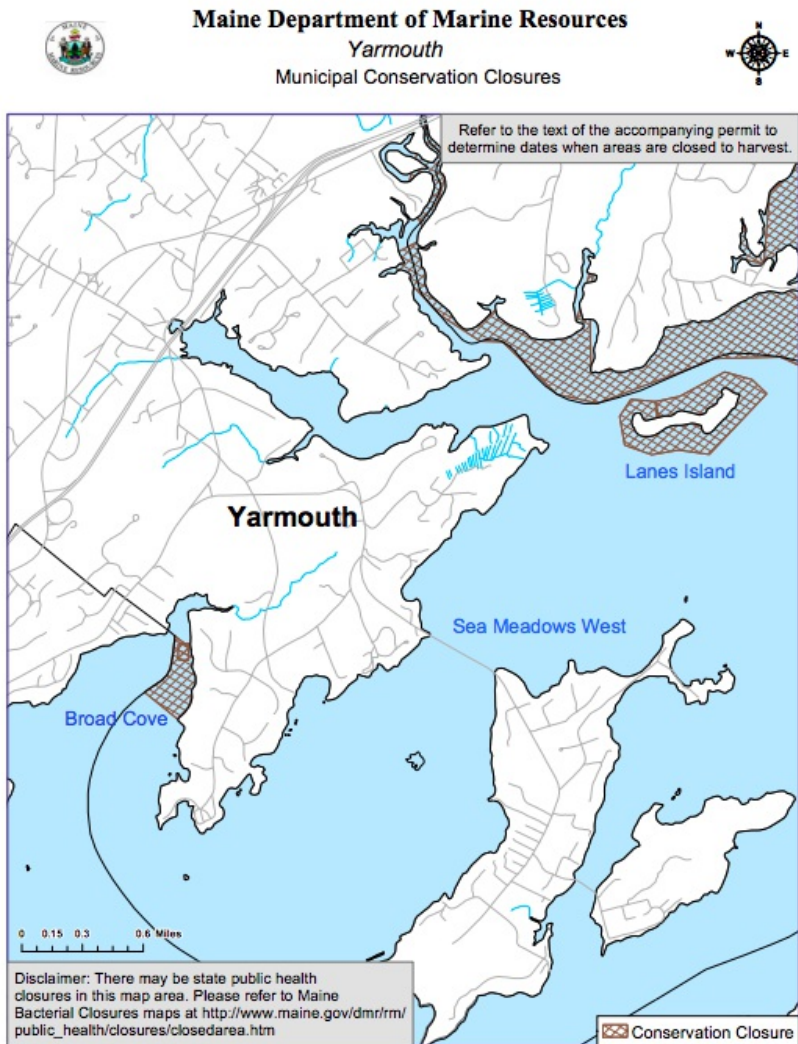 Maine Department of Marine Resources
Yarmouth
Municipal Conservation Closures
MAINE
MARINE RESOURCES
N
W E
S
Refer to the text of the accompanying permit to
determine dates when areas are closed to harvest.
Lanes Island
Yarmouth
Sea Meadows West
Broad Cove
0 0.15 0.3 0.6 Miles
Disclaimer: There may be state public health
closures in this map area. Please refer to Maine
Bacterial Closures maps at http://www.maine.gov/dmr/rm/
public_health/closures/closedarea.htm
Conservation Closure